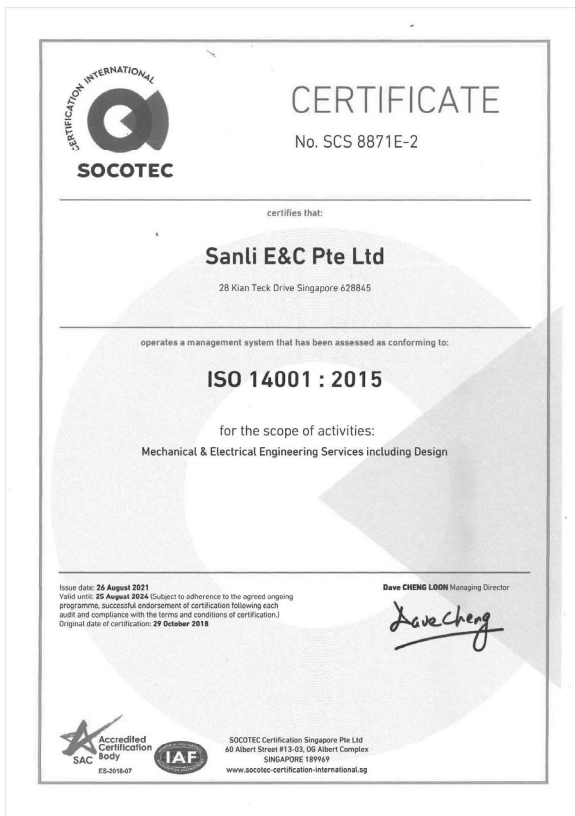 CERTIFICATION INTERNATIONAL
SOCOTEC
CERTIFICATE
No. SCS 8871E-2
certifies that:
Sanli E&C Pte Ltd
28 Kian Teck Drive Singapore 628845
operates a management system that has been assessed as conforming to:
ISO 14001 : 2015
for the scope of activities:
Mechanical & Electrical Engineering Services including Design
Issue date: 26 August 2021
Valid until: 25 August 2024 (Subject to adherence to the agreed ongoing
programme, successful endorsement of certification following each
audit and compliance with the terms and conditions of certification.)
Original date of certification: 29 October 2018
Dave CHENG LOON Managing Director
Dave Cheng
SAC
Accredited
Certification
Body
ES-2018-07
IAF
SOCOTEC Certification Singapore Pte Ltd
60 Albert Street #13-03, OG Albert Complex
SINGAPORE 189969
www.socotec-certification-international.sg